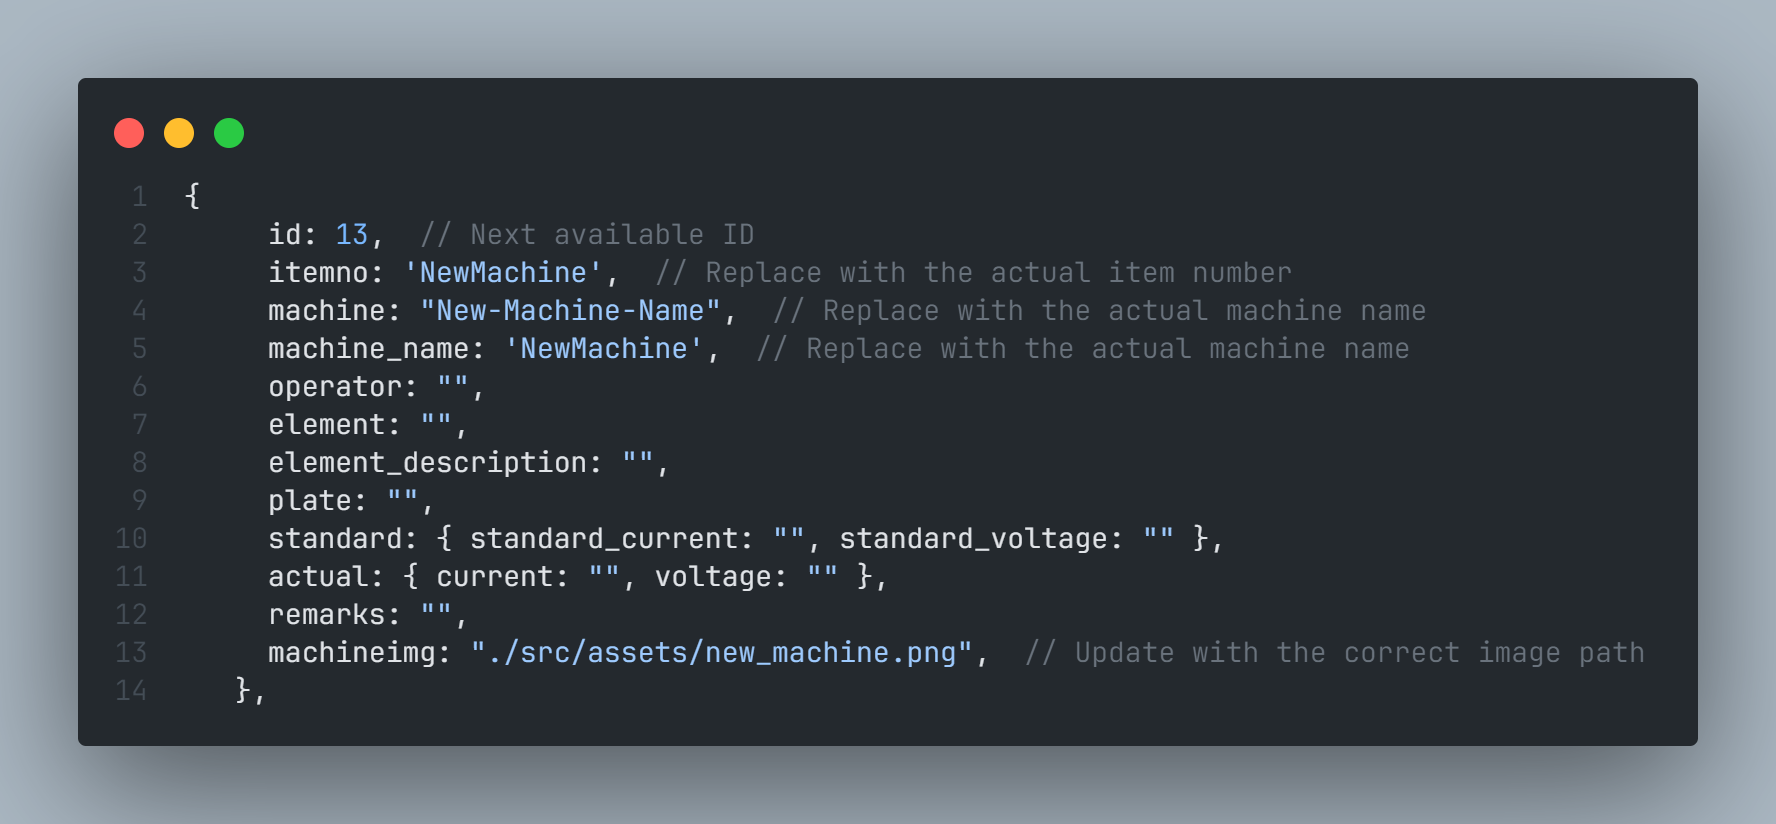 1 {
2 id: 13,  // Next available ID
3 itemno: 'NewMachine',  // Replace with the actual item number
4 machine: "New-Machine-Name",  // Replace with the actual machine name
5 machine_name: 'NewMachine',  // Replace with the actual machine name
6 operator: "",
7 element: "",
8 element_description: "",
9 plate: "",
10 standard: { standard_current: "", standard_voltage: "" },
11 actual: { current: "", voltage: "" },
12 remarks: "",
13 machineimg: "./src/assets/new_machine.png",  // Update with the correct image path
14 },